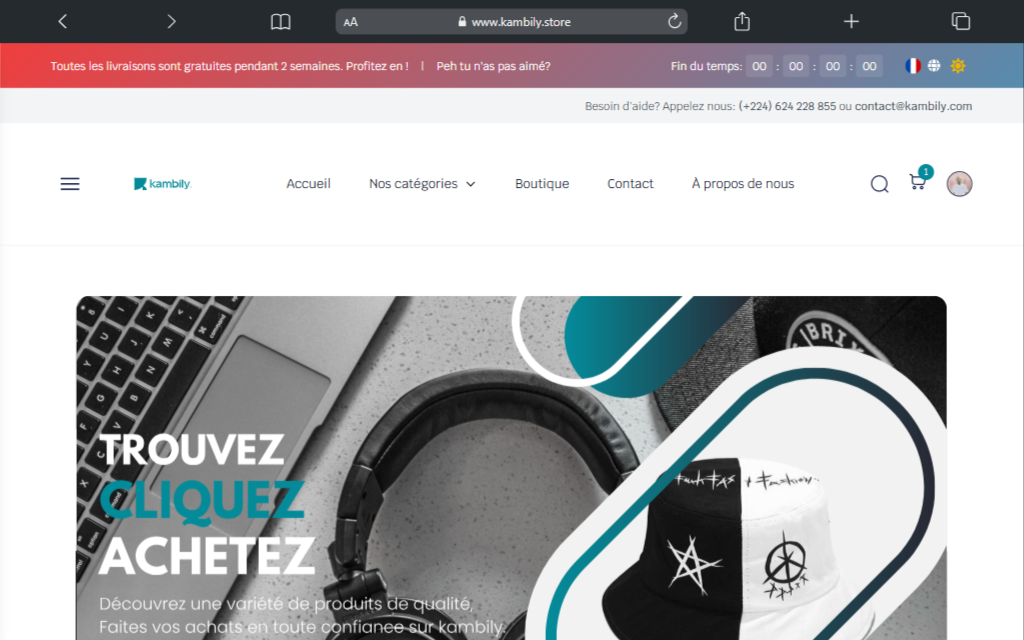 AA www.kambily.store
Toutes les livraisons sont gratuites pendant 2 semaines. Profitez en ! | Peh tu n'as pas aimé? Fin du temps: 00 : 00 : 00 : 00
Besoin d'aide? Appelez nous: (+224) 624 228 855 ou contact@kambily.com
kambily. Accueil Nos catégories Boutique Contact À propos de nous 1
TROUVEZ
CLIQUEZ
ACHETEZ
Découvrez une variété de produits de qualité,
Faites vos achats en toute confiance sur kambily.